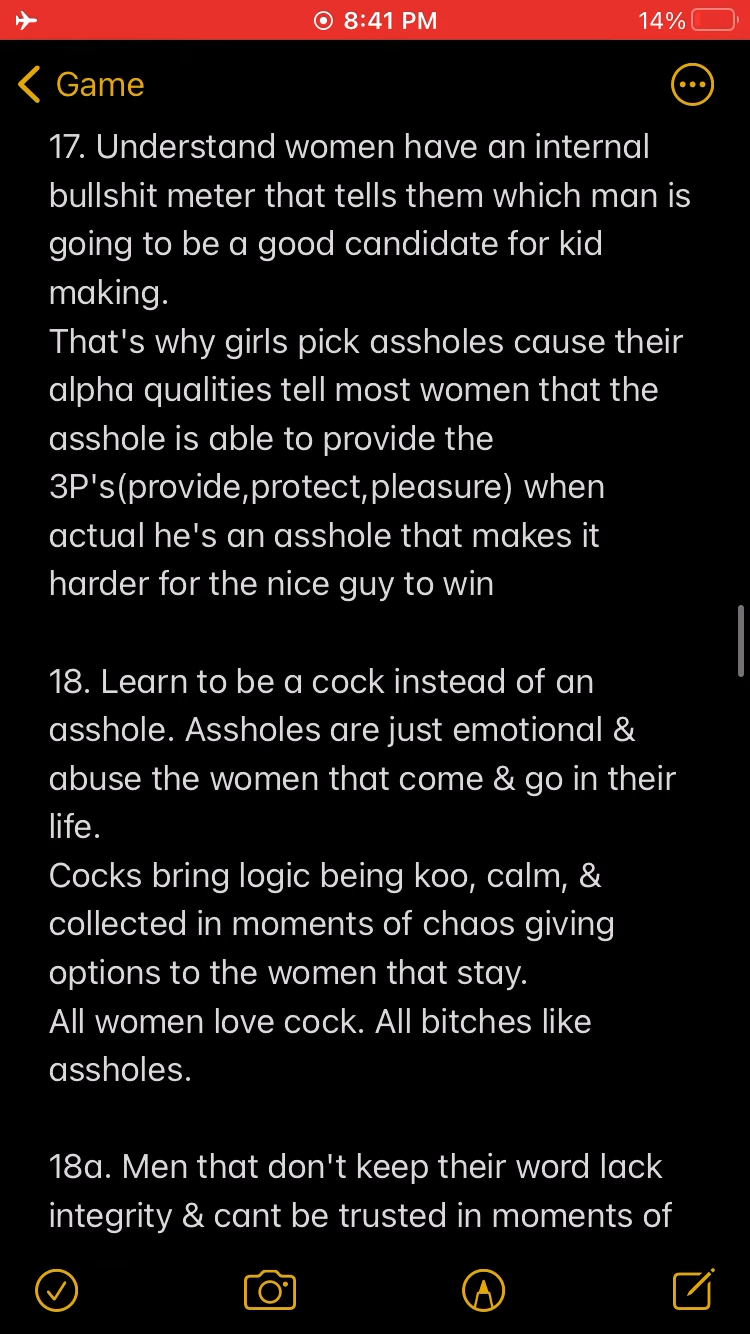 8:41 PM
14%
Game
17. Understand women have an internal
bullshit meter that tells them which man is
going to be a good candidate for kid
making.
That's why girls pick assholes cause their
alpha qualities tell most women that the
asshole is able to provide the
3P's(provide,protect,pleasure) when
actual he's an asshole that makes it
harder for the nice guy to win
18. Learn to be a cock instead of an
asshole. Assholes are just emotional &
abuse the women that come & go in their
life.
Cocks bring logic being koo, calm, &
collected in moments of chaos giving
options to the women that stay.
All women love cock. All bitches like
assholes.
18a. Men that don't keep their word lack
integrity & cant be trusted in moments of